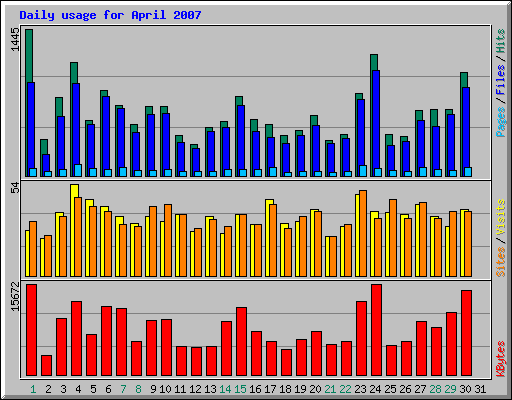 Daily usage for April 2007
1445
Pages / Files / Hits
54
Sites / Visits
15672
KBytes
1 2 3 4 5 6 7 8 9 10 11 12 13 14 15 16 17 18 19 20 21 22 23 24 25 26 27 28 29 30 31